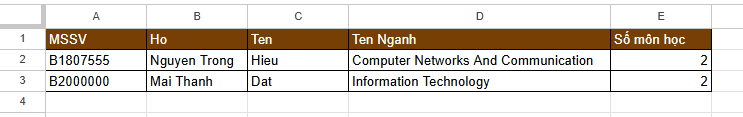 A B C D E
1 MSSV Ho Ten Ten Nganh Số môn học
2 B1807555 Nguyen Trong Hieu Computer Networks And Communication 2
3 B2000000 Mai Thanh Dat Information Technology 2
4